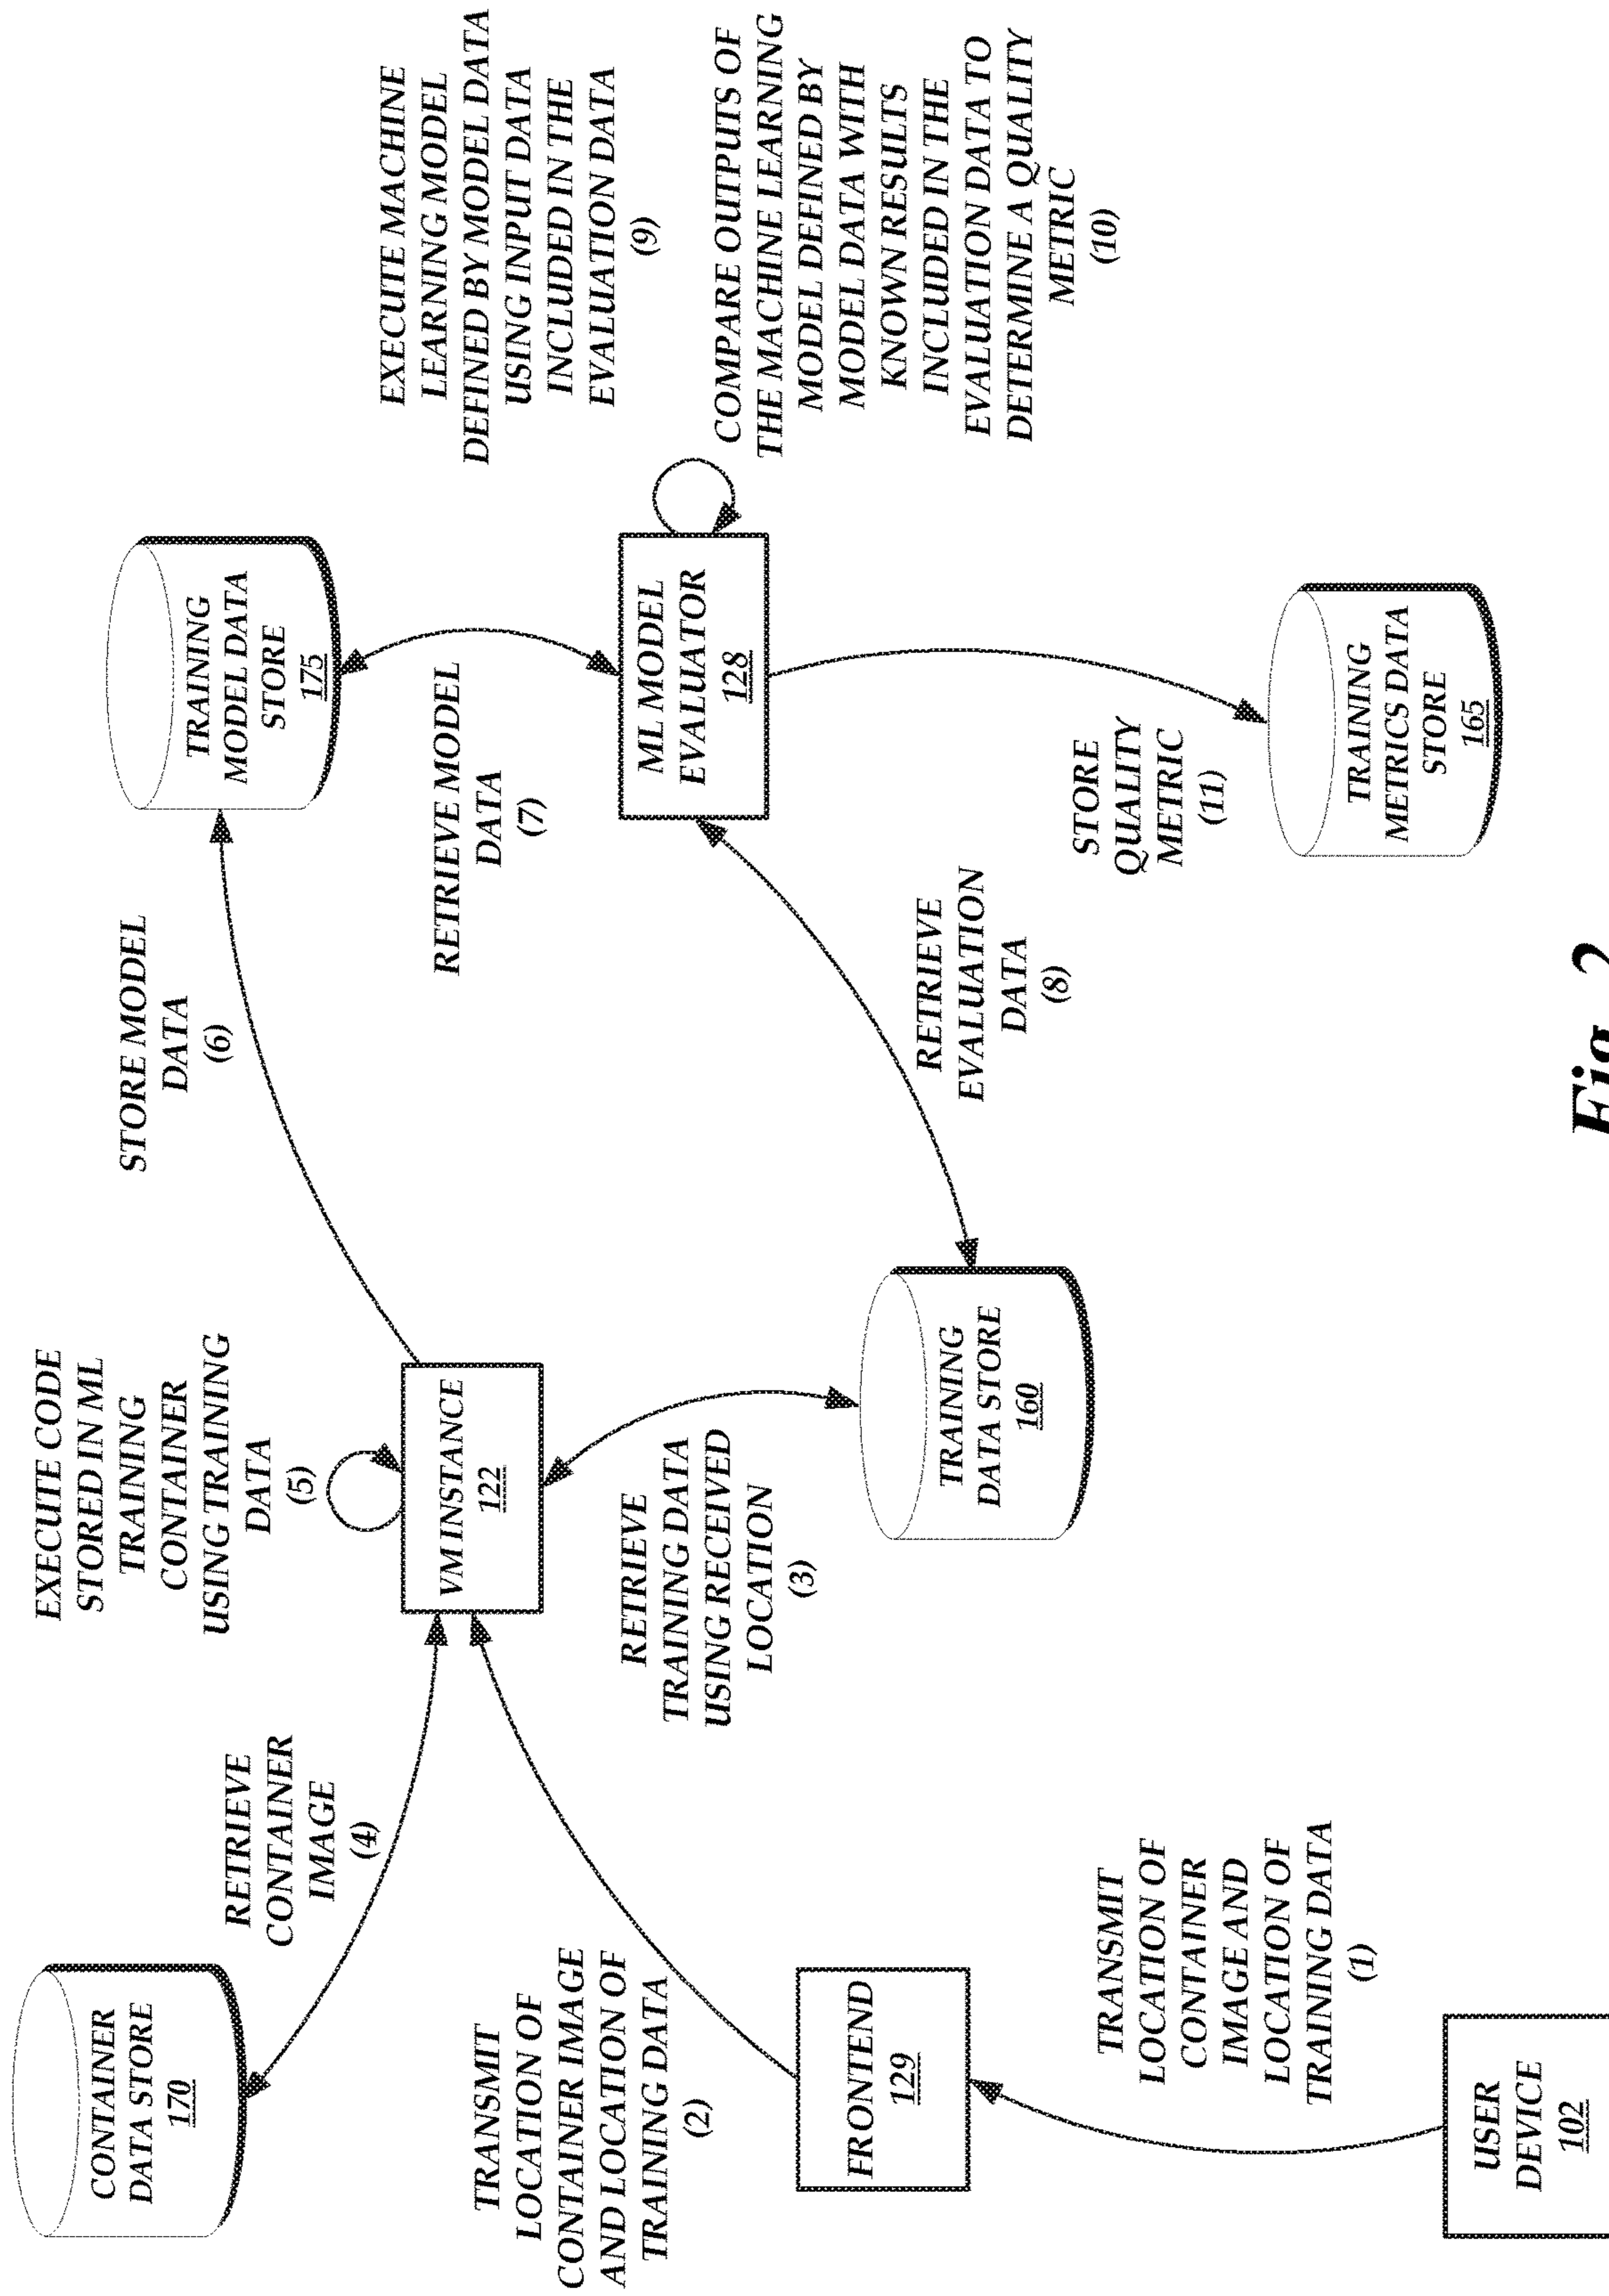 CONTAINER
DATA STORE
170
RETRIEVE
CONTAINER
IMAGE
(4)
EXECUTE CODE
STORED IN ML
TRAINING
CONTAINER
USING TRAINING
DATA
(5)
STORE MODEL
DATA
(6)
TRAINING
MODEL DATA
STORE
175
EXECUTE MACHINE
LEARNING MODEL
DEFINED BY MODEL DATA
USING INPUT DATA
INCLUDED IN THE
EVALUATION DATA
(9)
TRANSMIT
LOCATION OF
CONTAINER IMAGE
AND LOCATION OF
TRAINING DATA
(2)
VM INSTANCE
122
RETRIEVE MODEL
DATA
(7)
ML MODEL
EVALUATOR
128
COMPARE OUTPUTS OF
THE MACHINE LEARNING
MODEL DEFINED BY
MODEL DATA WITH
KNOWN RESULTS
INCLUDED IN THE
EVALUATION DATA TO
DETERMINE A QUALITY
METRIC
(10)
RETRIEVE
TRAINING DATA
USING RECEIVED
LOCATION
(3)
FRONTEND
129
TRAINING
DATA STORE
160
RETRIEVE
EVALUATION
DATA
(8)
STORE
QUALITY
METRIC
(11)
TRANSMIT
LOCATION OF
CONTAINER
IMAGE AND
LOCATION OF
TRAINING DATA
(1)
TRAINING
METRICS DATA
STORE
165
USER
DEVICE
102
Fig. 2